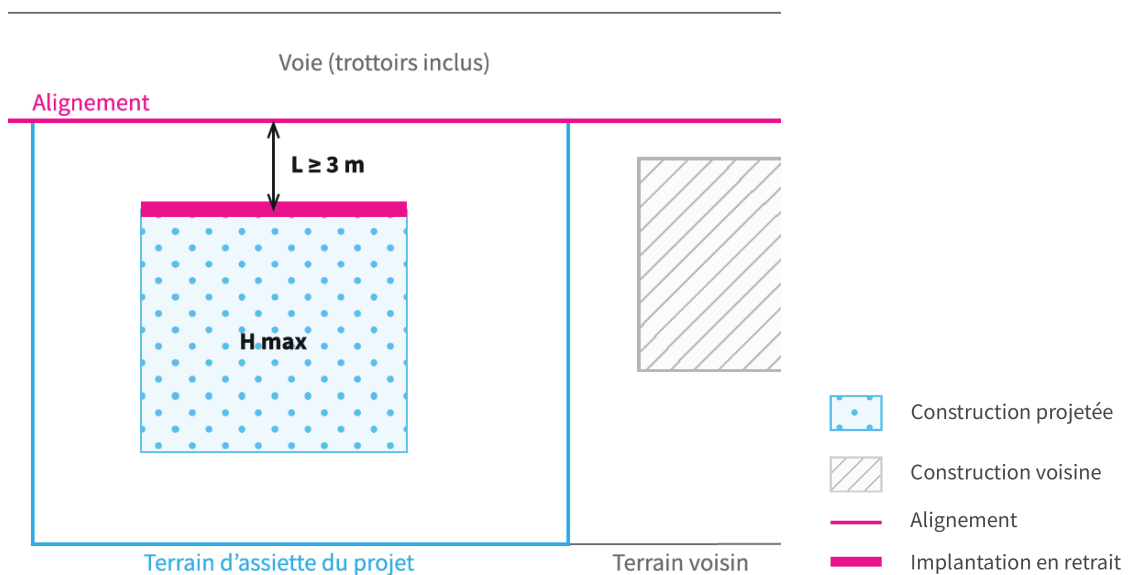 Voie (trottoirs inclus)
Alignement
L ≥ 3 m
H max
Terrain d’assiette du projet
Terrain voisin
Construction projetée
Construction voisine
Alignement
Implantation en retrait